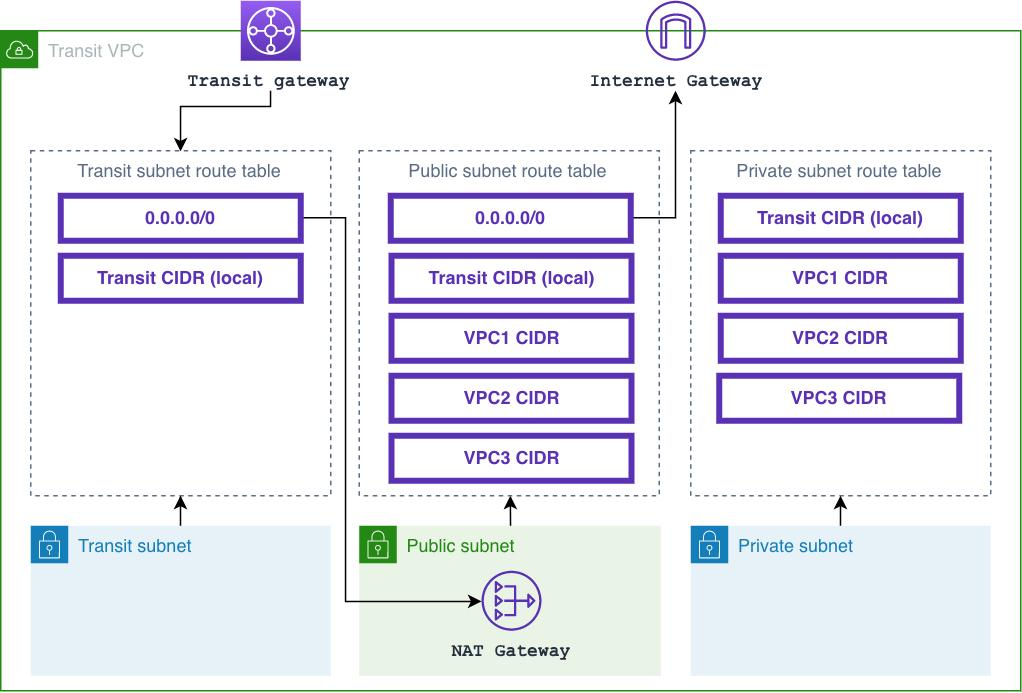 Transit VPC
Transit gateway
Internet Gateway
Transit subnet route table
0.0.0.0/0
Transit CIDR (local)
Public subnet route table
0.0.0.0/0
Transit CIDR (local)
VPC1 CIDR
VPC2 CIDR
VPC3 CIDR
Private subnet route table
Transit CIDR (local)
VPC1 CIDR
VPC2 CIDR
VPC3 CIDR
Transit subnet
Public subnet
NAT Gateway
Private subnet